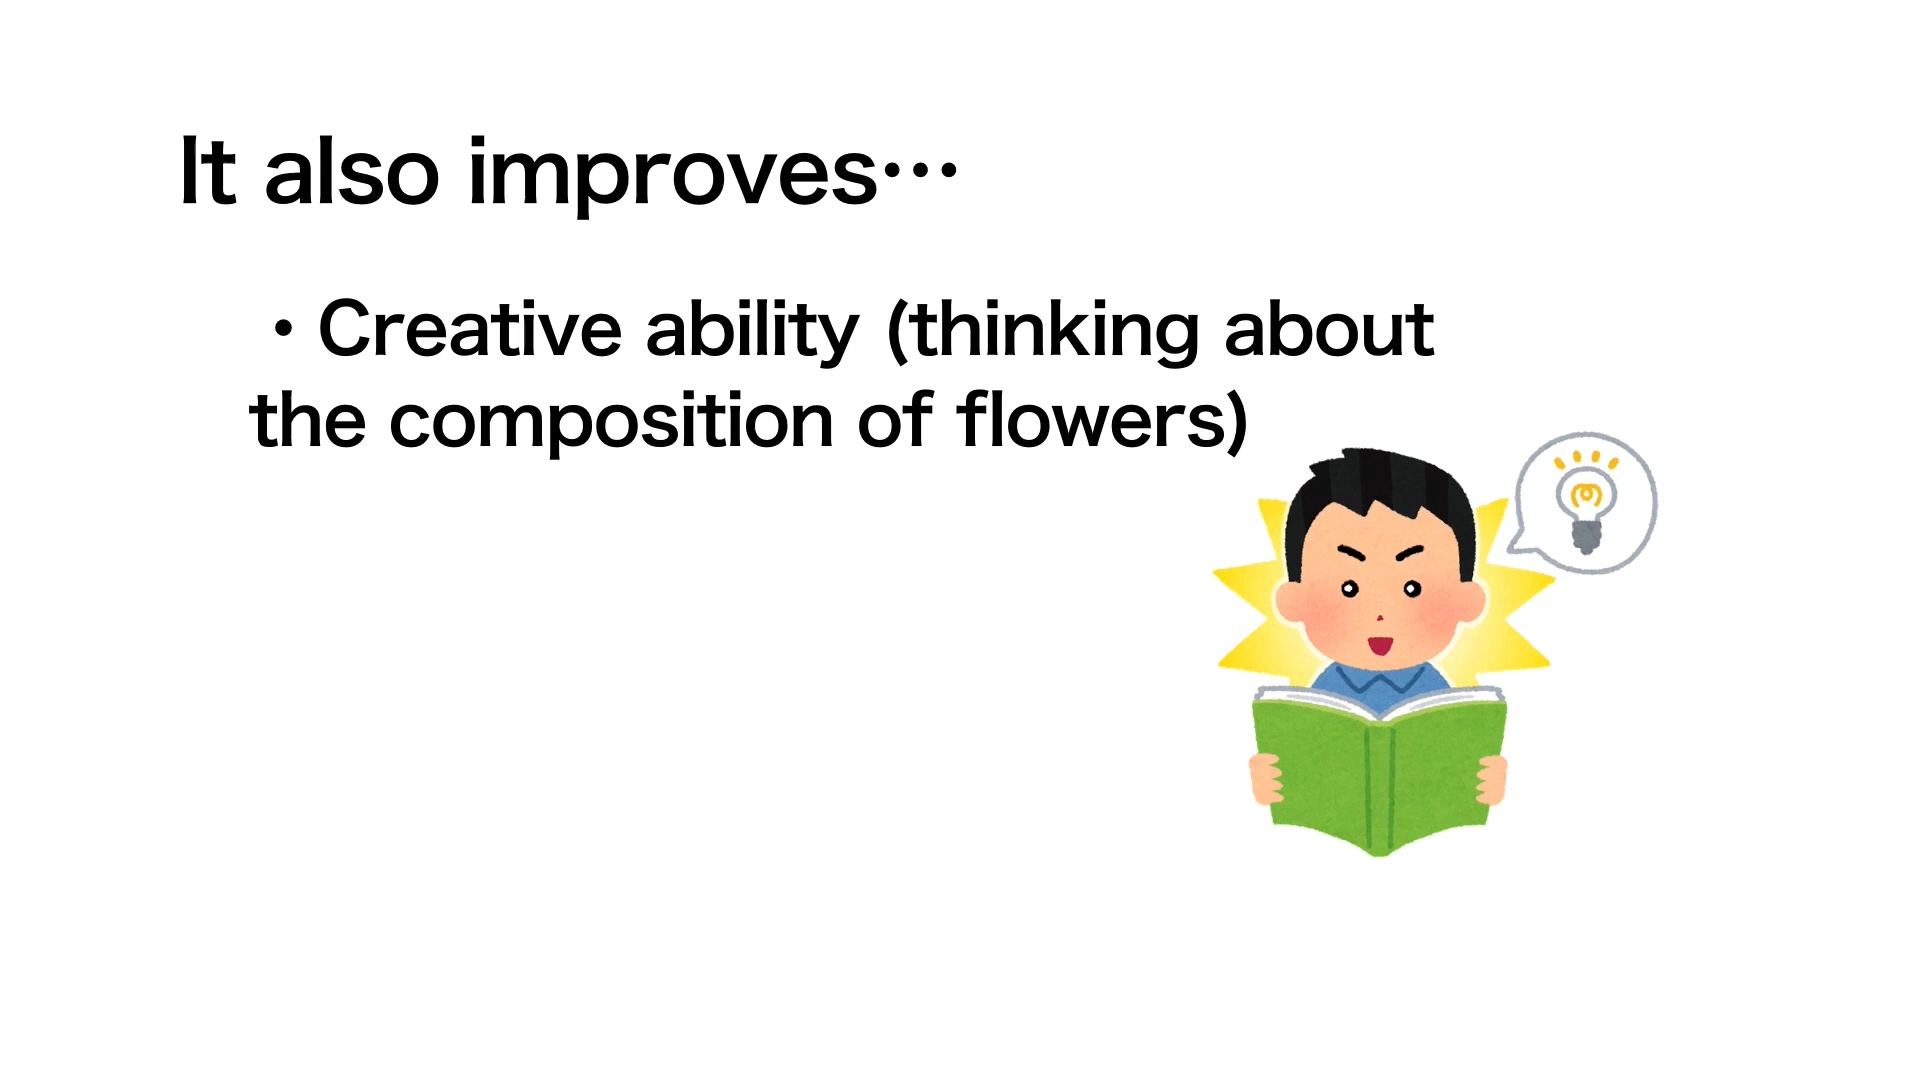 It also improves…
・Creative ability (thinking about
the composition of flowers)